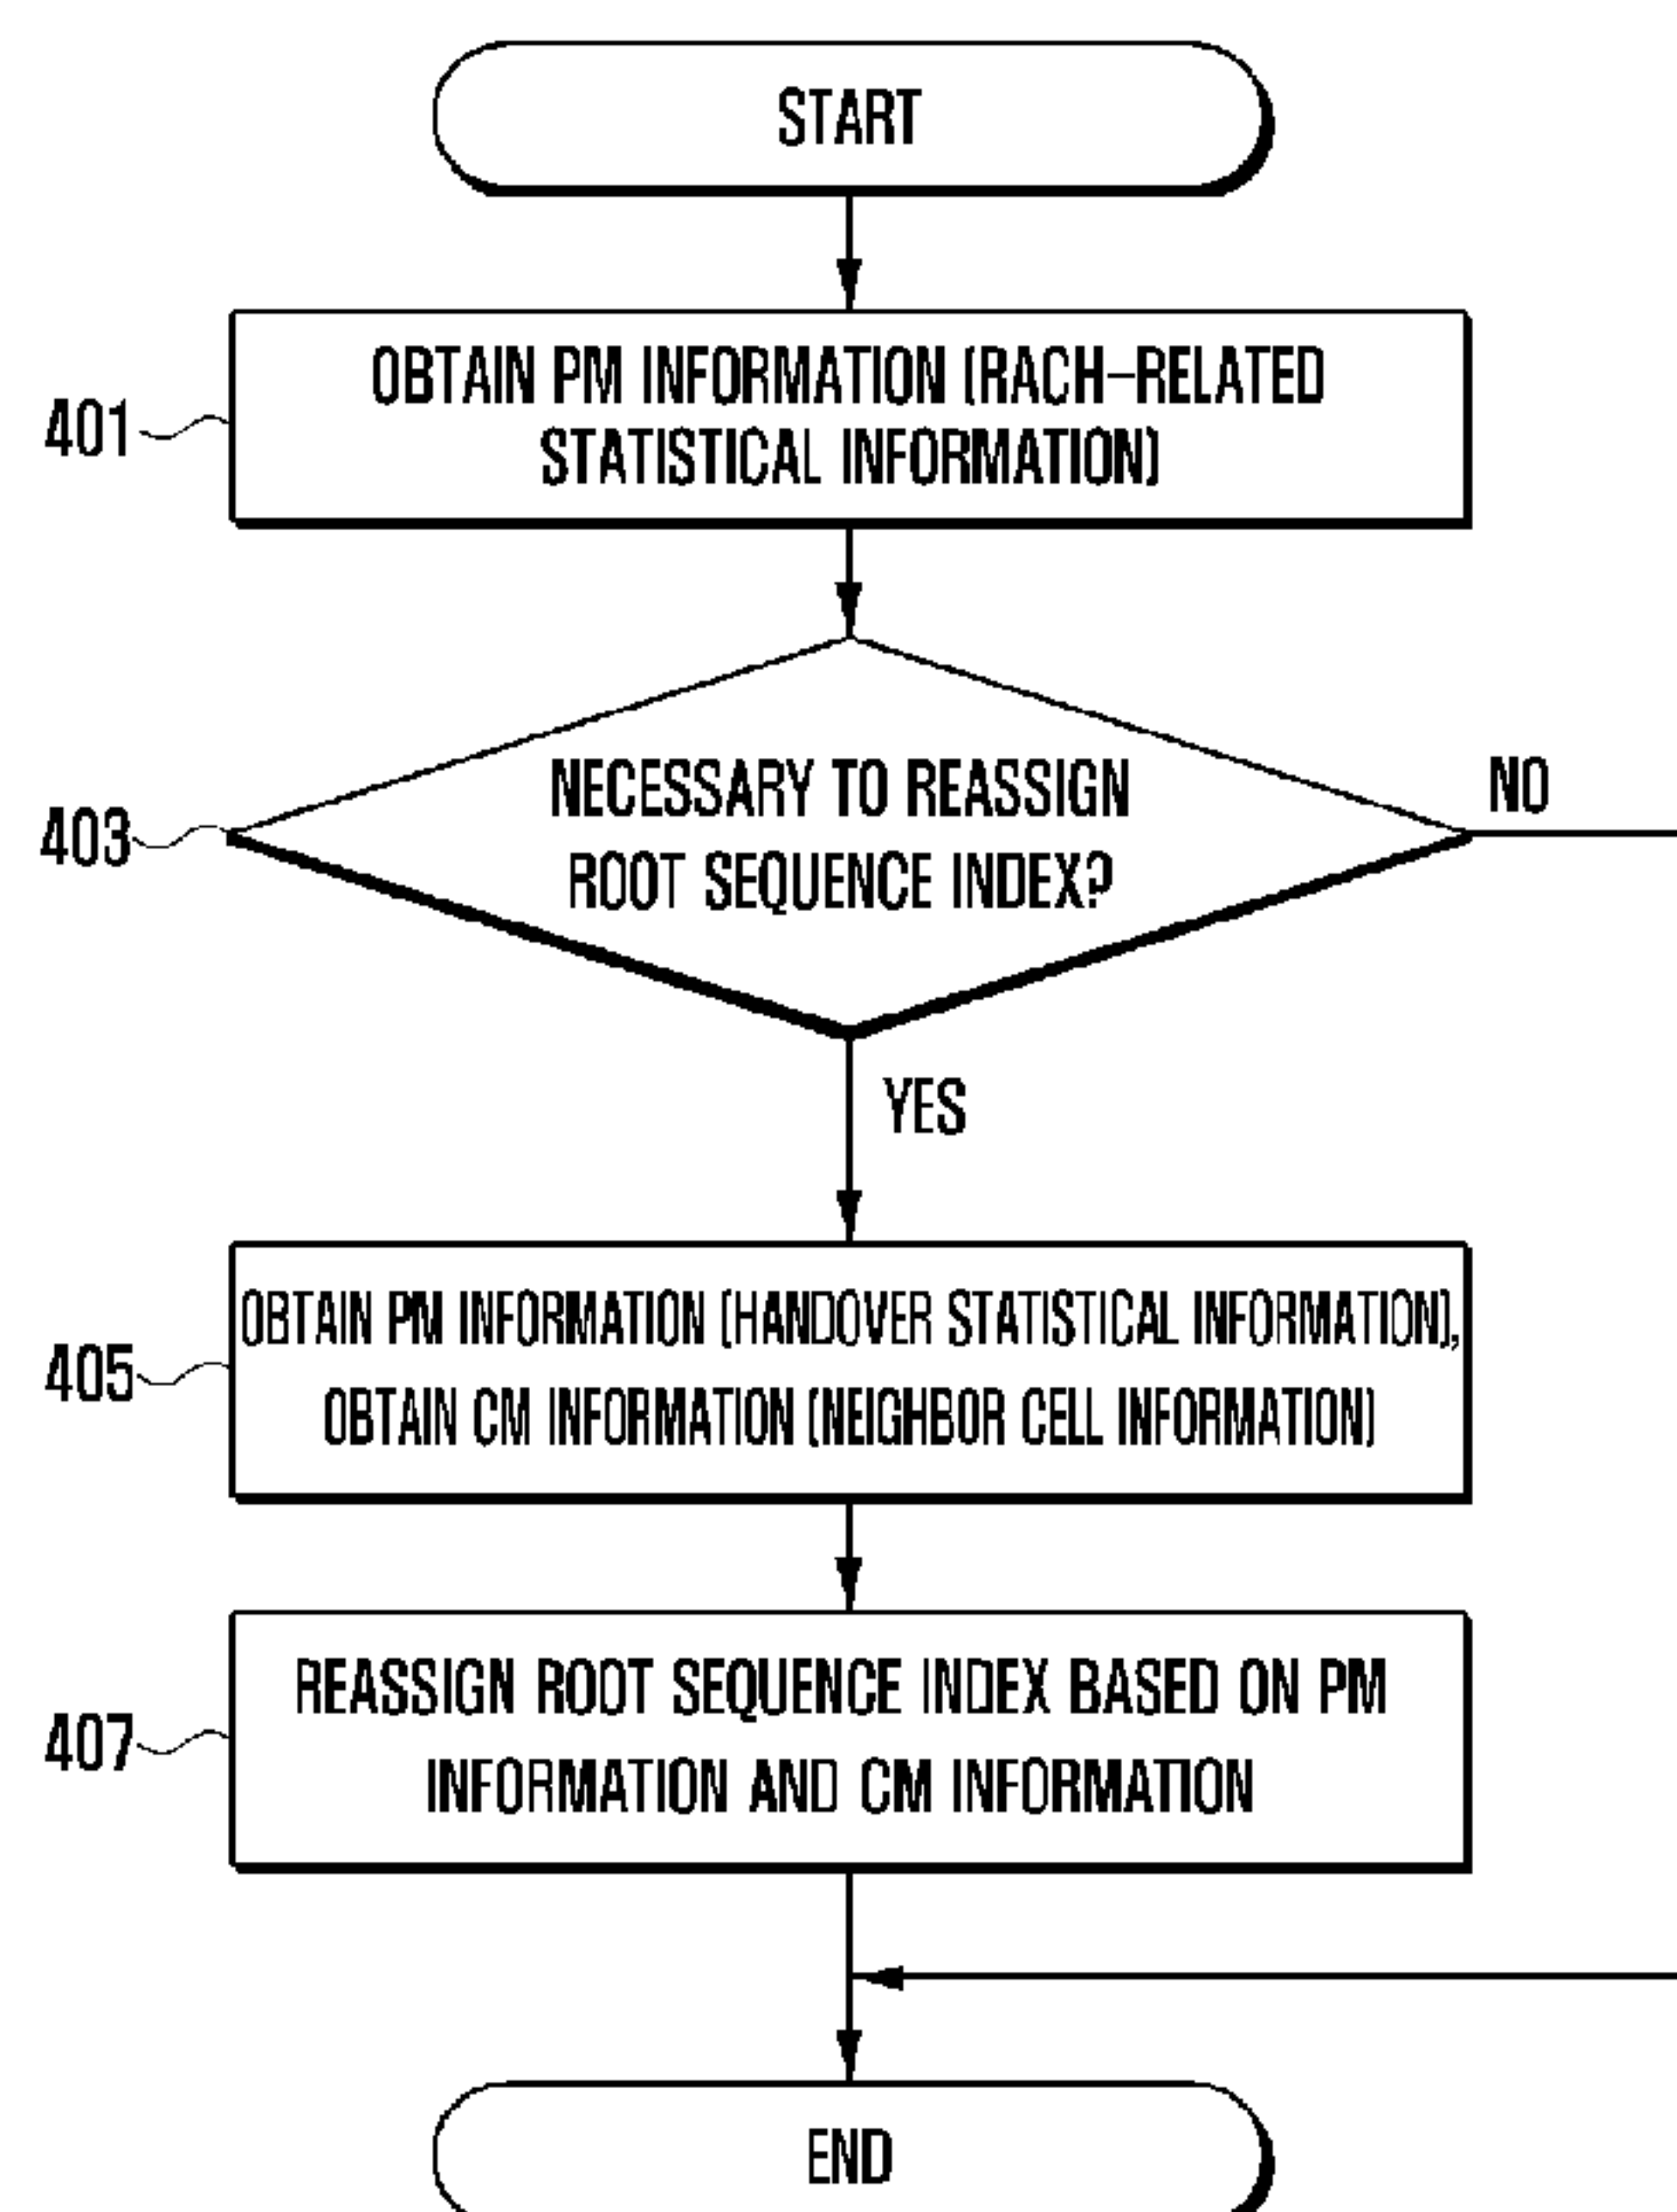 START
OBTAIN PM INFORMATION (RACH-RELATED
STATISTICAL INFORMATION)
401
NECESSARY TO REASSIGN
ROOT SEQUENCE INDEX?
403
NO
YES
OBTAIN PM INFORMATION (HANDOVER STATISTICAL INFORMATION),
OBTAIN CM INFORMATION (NEIGHBOR CELL INFORMATION)
405
REASSIGN ROOT SEQUENCE INDEX BASED ON PM
INFORMATION AND CM INFORMATION
407
END